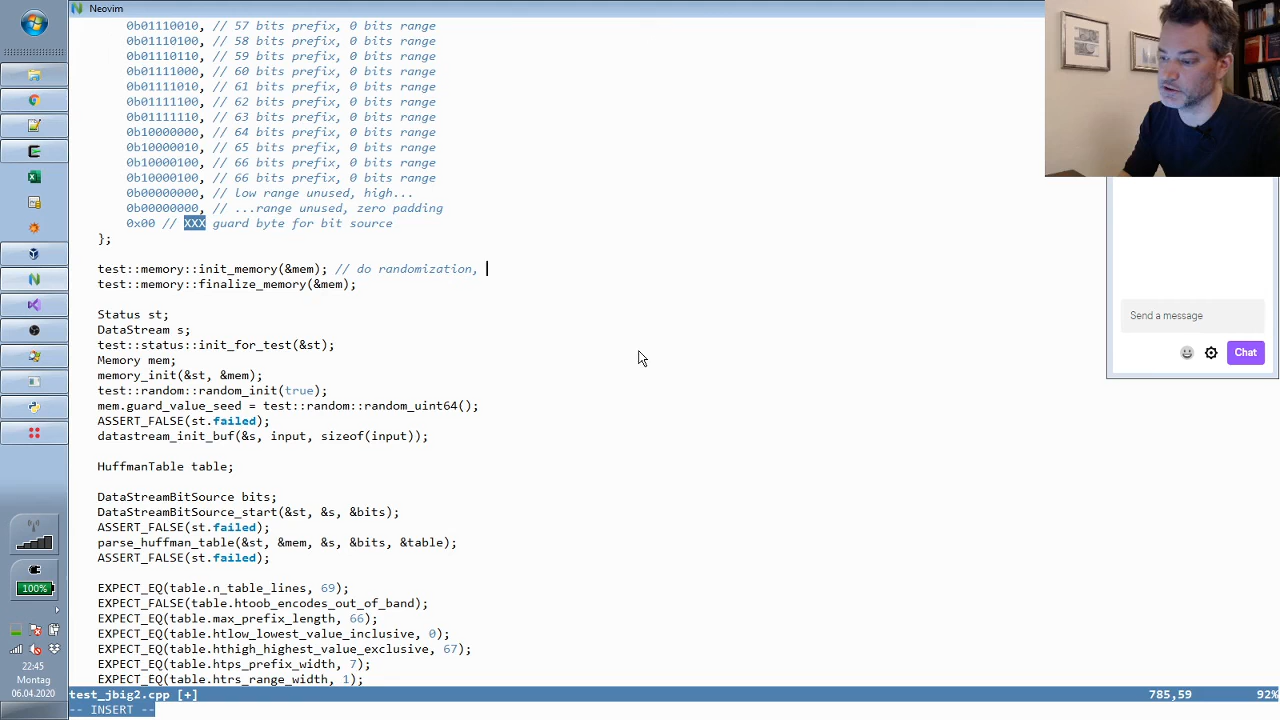 Neovim
0b01110010, // 57 bits prefix, 0 bits range
0b01110100, // 58 bits prefix, 0 bits range
0b01110110, // 59 bits prefix, 0 bits range
0b01111000, // 60 bits prefix, 0 bits range
0b01111010, // 61 bits prefix, 0 bits range
0b01111100, // 62 bits prefix, 0 bits range
0b01111110, // 63 bits prefix, 0 bits range
0b10000000, // 64 bits prefix, 0 bits range
0b10000010, // 65 bits prefix, 0 bits range
0b10000100, // 66 bits prefix, 0 bits range
0b10000100, // 66 bits prefix, 0 bits range
0b00000000, // low range unused, high...
0b00000000, // ...range unused, zero padding
0x00 // XXX guard byte for bit source
};
test::memory::init_memory(&mem); // do randomization,
test::memory::finalize_memory(&mem);
Status st;
DataStream s;
test::status::init_for_test(&st);
Memory mem;
memory_init(&st, &mem);
test::random::random_init(true);
mem.guard_value_seed = test::random::random_uint64();
ASSERT_FALSE(st.failed);
datastream_init_buf(&s, input, sizeof(input));
HuffmanTable table;
DataStreamBitSource bits;
DataStreamBitSource_start(&st, &s, &bits);
ASSERT_FALSE(st.failed);
parse_huffman_table(&st, &mem, &s, &bits, &table);
ASSERT_FALSE(st.failed);
EXPECT_EQ(table.n_table_lines, 69);
EXPECT_FALSE(table.htoob_encodes_out_of_band);
EXPECT_EQ(table.max_prefix_length, 66);
EXPECT_EQ(table.htlow_lowest_value_inclusive, 0);
EXPECT_EQ(table.hthigh_highest_value_exclusive, 67);
EXPECT_EQ(table.htps_prefix_width, 7);
EXPECT_EQ(table.htrs_range_width, 1);
test_jbig2.cpp [+] 785,59 92%
-- INSERT --
Send a message
Chat
100%
22:45
Montag
06.04.2020